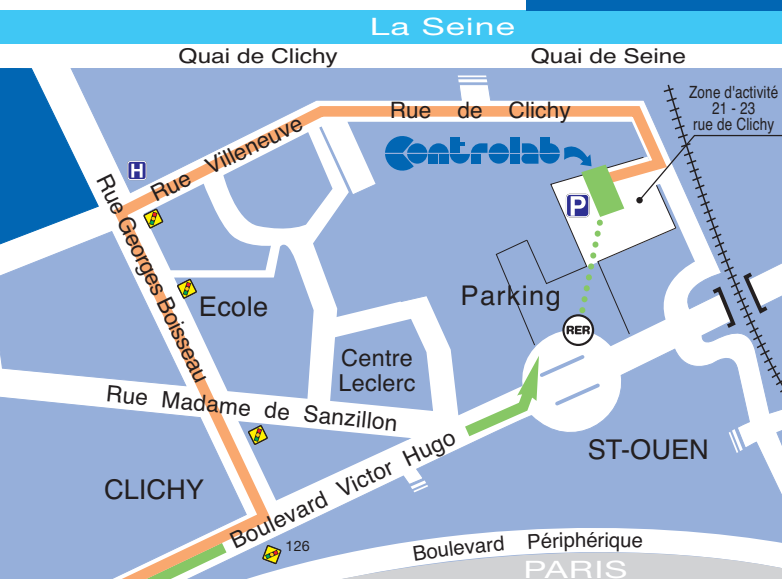 La Seine
Quai de Clichy
Quai de Seine
Zone d'activité
21 - 23
rue de Clichy
Rue de Clichy
Controlab
Rue Villeneuve
H
P
Rue Georges Boisseau
Ecole
Parking
RER
Centre
Leclerc
Rue Madame de Sanzillon
Boulevard Victor Hugo
ST-OUEN
CLICHY
126
Boulevard Périphérique
PARIS